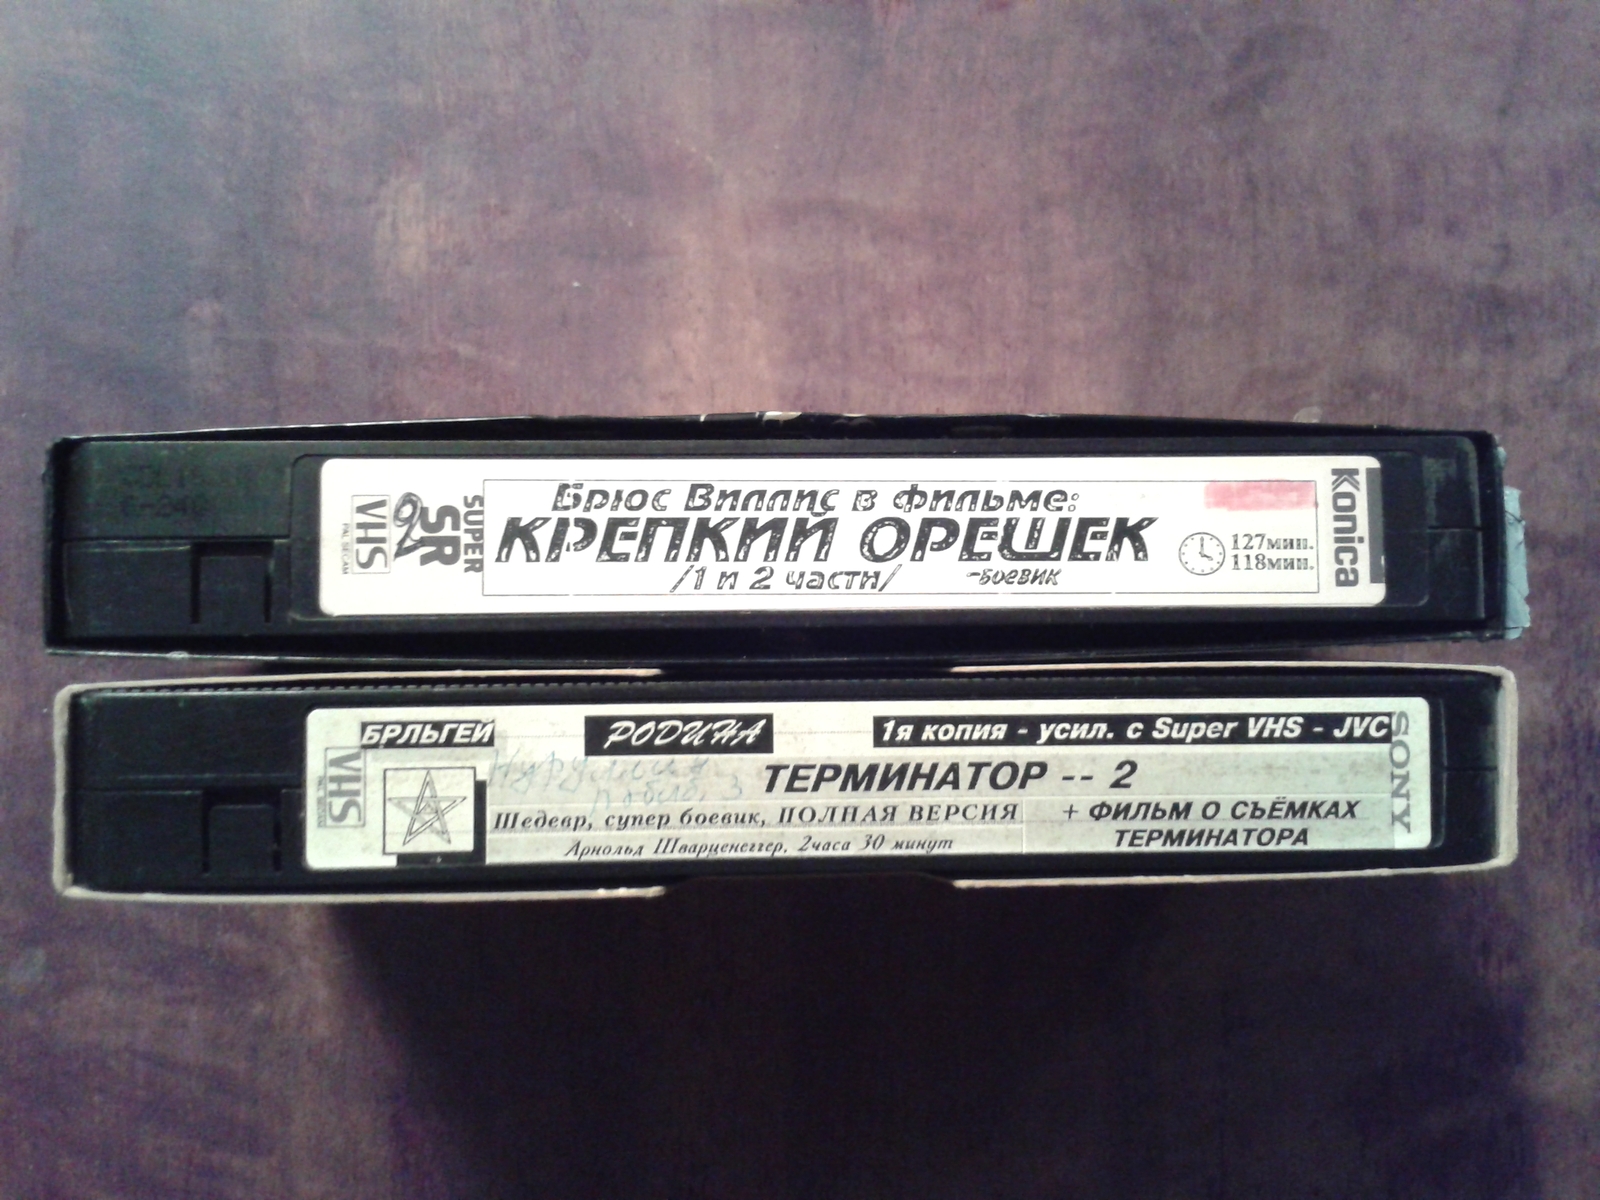 VHS
PAL SECAM
SR
SUPER
Брюс Виллис в фильме:
КРЕПКИЙ ОРЕШЕК
/1 и 2 части/ -боевик
127мин.
118мин.
Konica
БРЛЬГЕЙ РОДИНА 1я копия - усил. с Super VHS - JVC
VHS
ТЕРМИНАТОР -- 2
Шедевр, супер боевик, ПОЛНАЯ ВЕРСИЯ
Арнольд Шварценеггер, 2часа 30 минут
+ ФИЛЬМ О СЪЁМКАХ
ТЕРМИНАТОРА
SONY